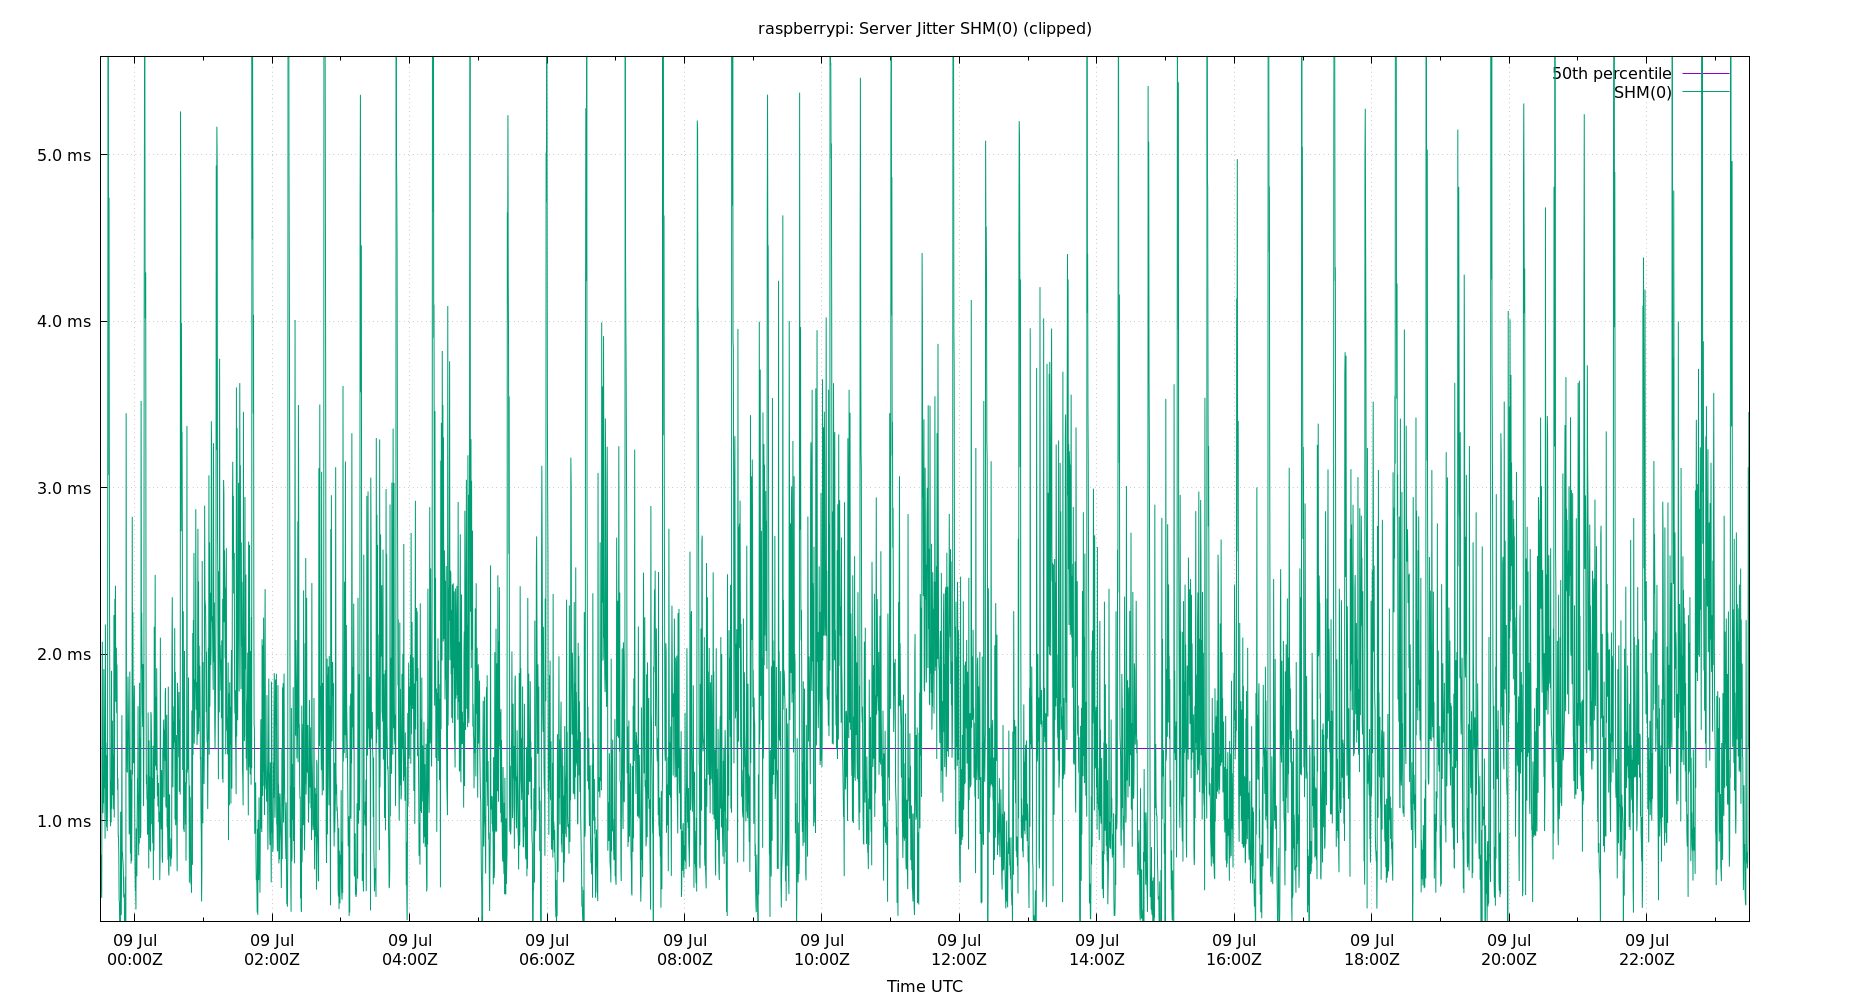 raspberrypi: Server Jitter SHM(0) (clipped)
50th percentile
SHM(0)
5.0 ms
4.0 ms
3.0 ms
2.0 ms
1.0 ms
09 Jul 09 Jul 09 Jul 09 Jul 09 Jul 09 Jul 09 Jul 09 Jul 09 Jul 09 Jul 09 Jul 09 Jul
00:00Z 02:00Z 04:00Z 06:00Z 08:00Z 10:00Z 12:00Z 14:00Z 16:00Z 18:00Z 20:00Z 22:00Z
Time UTC